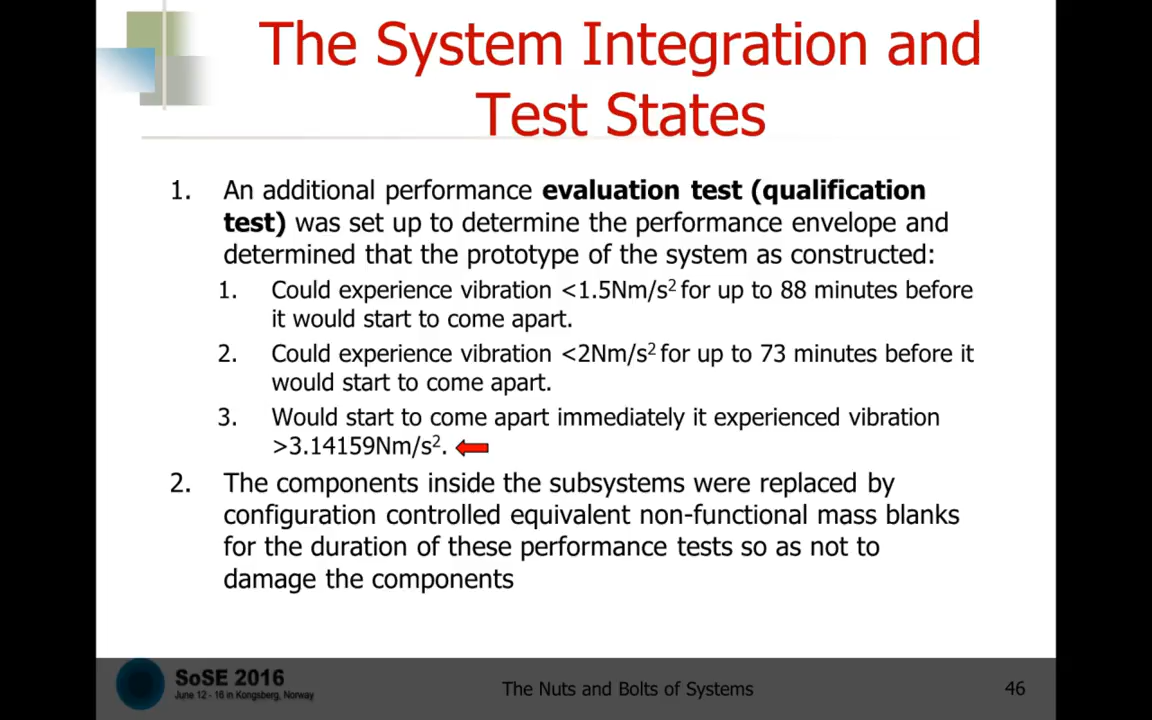 The System Integration and
Test States
1. An additional performance evaluation test (qualification
test) was set up to determine the performance envelope and
determined that the prototype of the system as constructed:
1. Could experience vibration <1.5Nm/s² for up to 88 minutes before
it would start to come apart.
2. Could experience vibration <2Nm/s² for up to 73 minutes before it
would start to come apart.
3. Would start to come apart immediately it experienced vibration
>3.14159Nm/s².
2. The components inside the subsystems were replaced by
configuration controlled equivalent non-functional mass blanks
for the duration of these performance tests so as not to
damage the components
SoSE 2016
June 12 - 16 in Kongsberg, Norway
The Nuts and Bolts of Systems
46